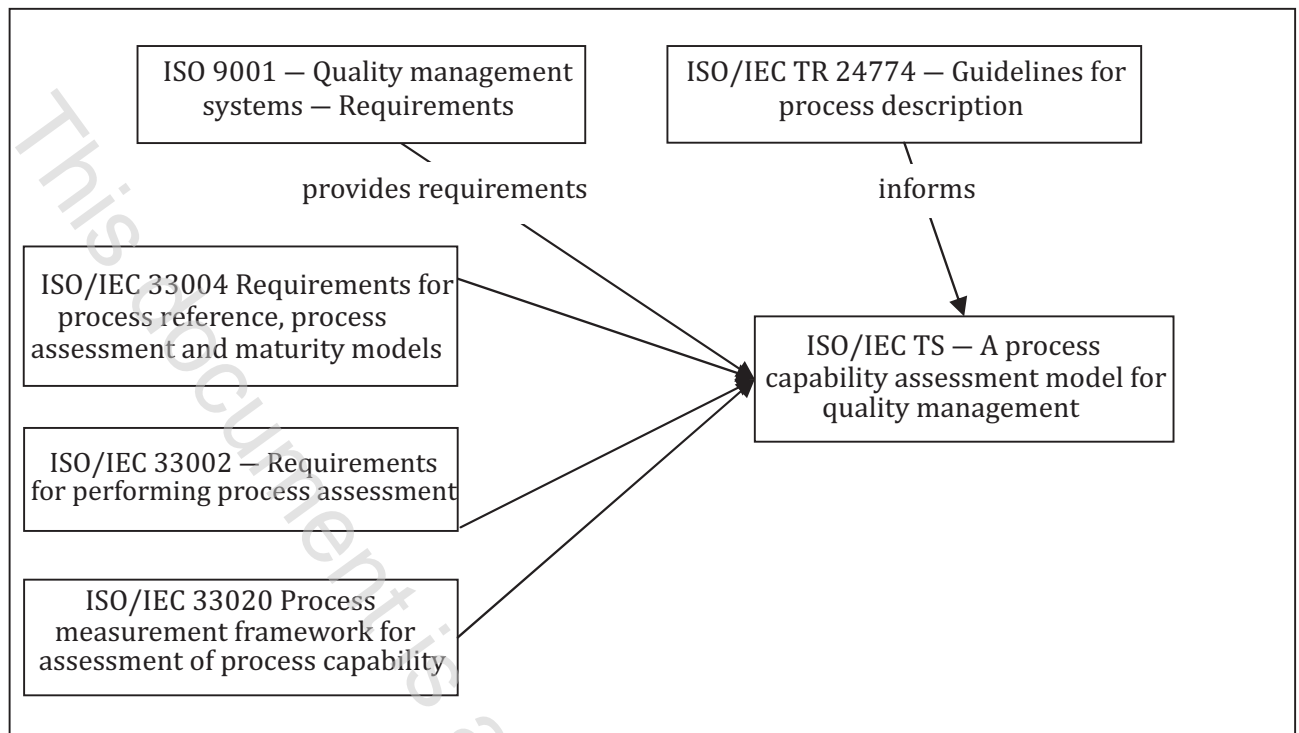 ISO 9001 — Quality management
systems — Requirements
ISO/IEC TR 24774 — Guidelines for
process description
provides requirements
informs
ISO/IEC 33004 Requirements for
process reference, process
assessment and maturity models
ISO/IEC TS — A process
capability assessment model for
quality management
ISO/IEC 33002 — Requirements
for performing process assessment
ISO/IEC 33020 Process
measurement framework for
assessment of process capability
This document is a